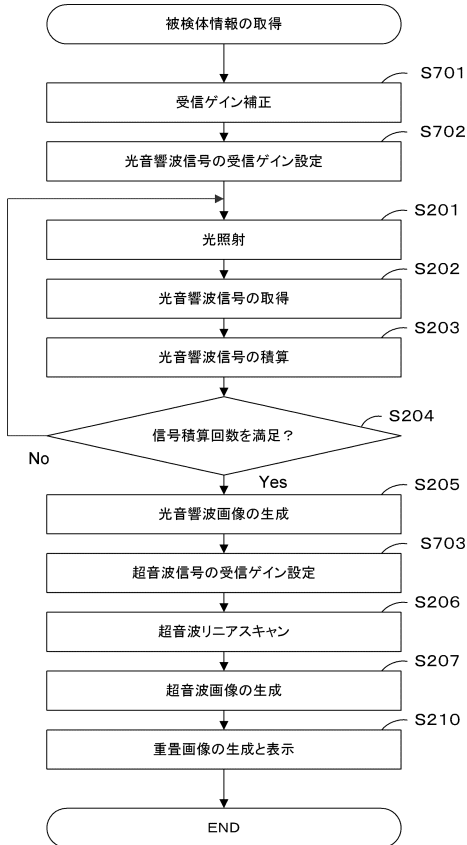 被検体情報の取得
S701
受信ゲイン補正
S702
光音響波信号の受信ゲイン設定
S201
光照射
S202
光音響波信号の取得
S203
光音響波信号の積算
S204
信号積算回数を満足？
No
Yes
S205
光音響波画像の生成
S703
超音波信号の受信ゲイン設定
S206
超音波リニアスキャン
S207
超音波画像の生成
S210
重畳画像の生成と表示
END